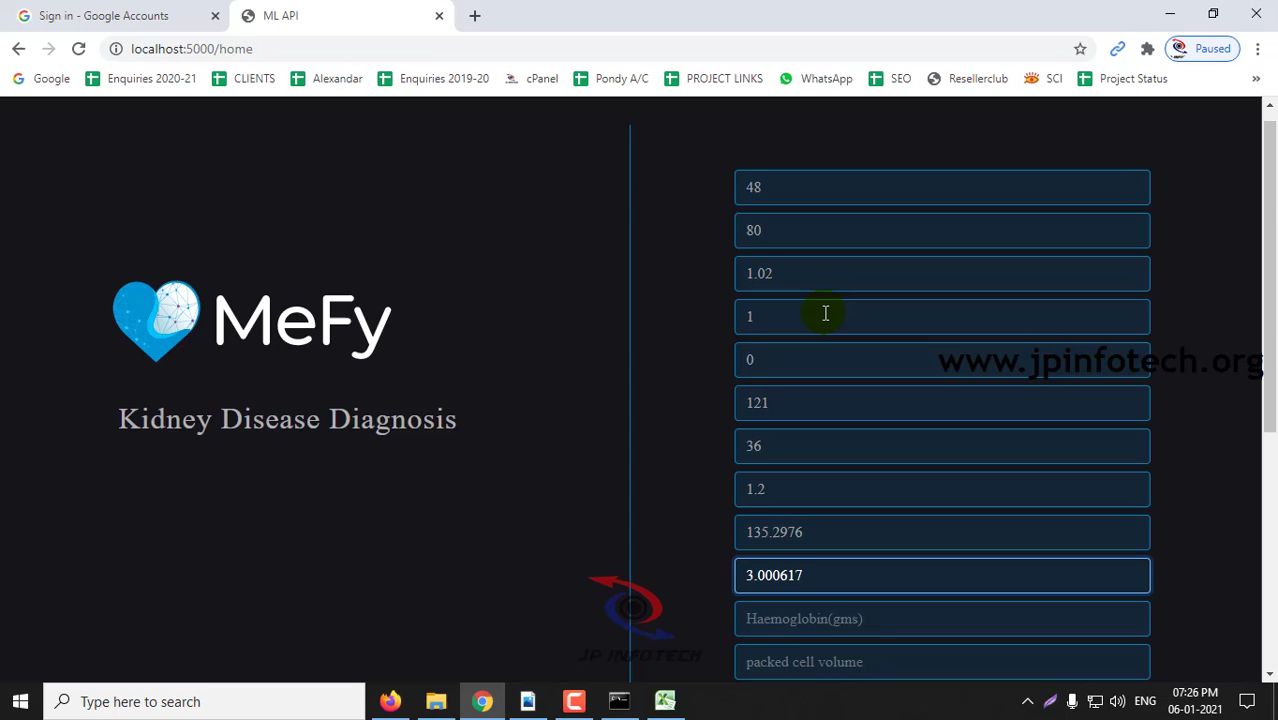 Sign in - Google Accounts
ML API
localhost:5000/home
Paused
Google
Enquiries 2020-21
CLIENTS
Alexandar
Enquiries 2019-20
cPanel
Pondy A/C
PROJECT LINKS
WhatsApp
SEO
Resellerclub
SCI
Project Status
»
48
80
1.02
1
0
www.jpinfotech.org
121
36
1.2
135.2976
3.000617
Haemoglobin(gms)
packed cell volume
MeFy
Kidney Disease Diagnosis
JP INFOTECH
Type here to search
ENG
07:26 PM
06-01-2021